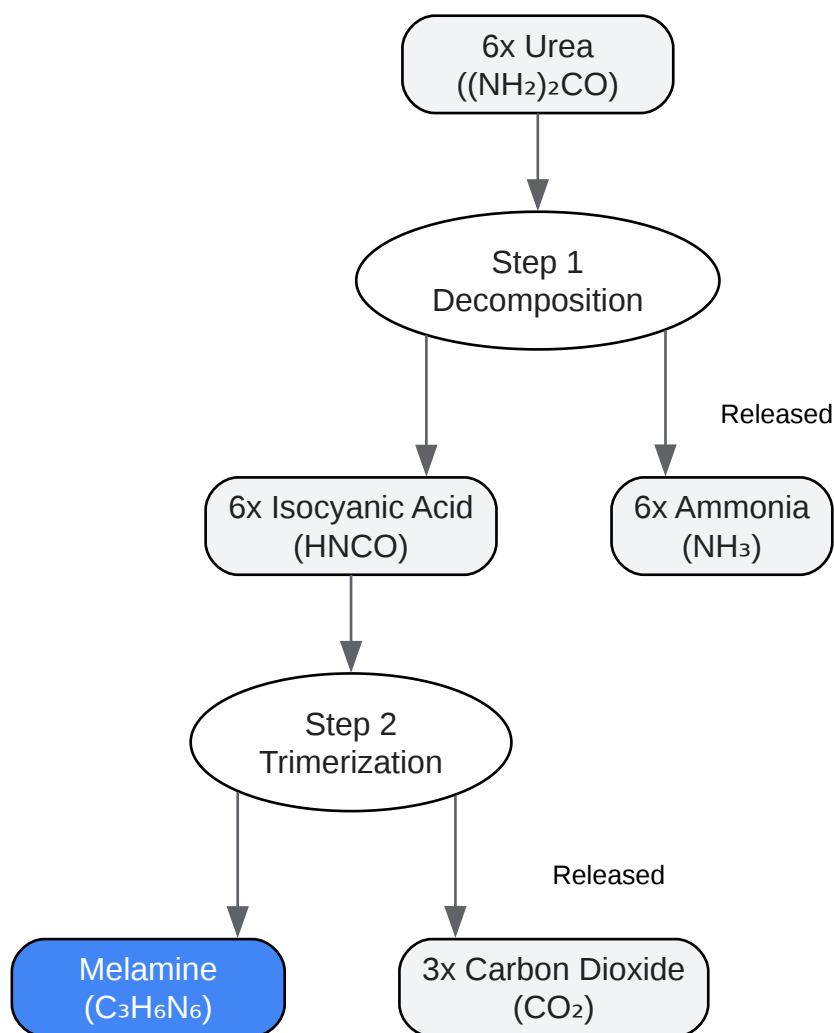 6x Urea
((NH₂)₂CO)
Step 1
Decomposition
Released
6x Isocyanic Acid
(HNCO)
6x Ammonia
(NH₃)
Step 2
Trimerization
Released
Melamine
(C₃H₆N₆)
3x Carbon Dioxide
(CO₂)